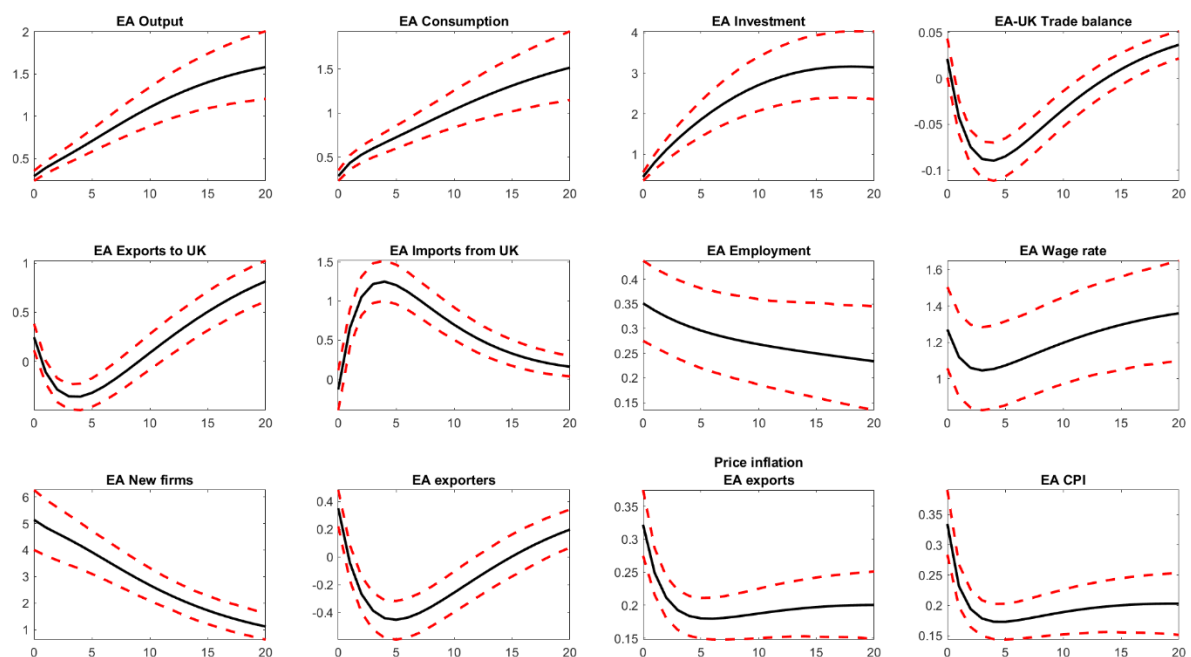 EA Output
2
1.5
1
0.5
0 5 10 15 20
EA Consumption
1.5
1
0.5
0 5 10 15 20
EA Investment
4
3
2
1
0 5 10 15 20
EA-UK Trade balance
0.05
0
-0.05
-0.1
0 5 10 15 20
EA Exports to UK
1
0.5
0
0 5 10 15 20
EA Imports from UK
1.5
1
0.5
0
0 5 10 15 20
EA Employment
0.4
0.35
0.3
0.25
0.2
0.15
0 5 10 15 20
EA Wage rate
1.6
1.4
1.2
1
0 5 10 15 20
EA New firms
6
5
4
3
2
1
0 5 10 15 20
EA exporters
0.4
0.2
0
-0.2
-0.4
0 5 10 15 20
Price inflation
EA exports
0.35
0.3
0.25
0.2
0.15
0 5 10 15 20
EA CPI
0.35
0.3
0.25
0.2
0.15
0 5 10 15 20